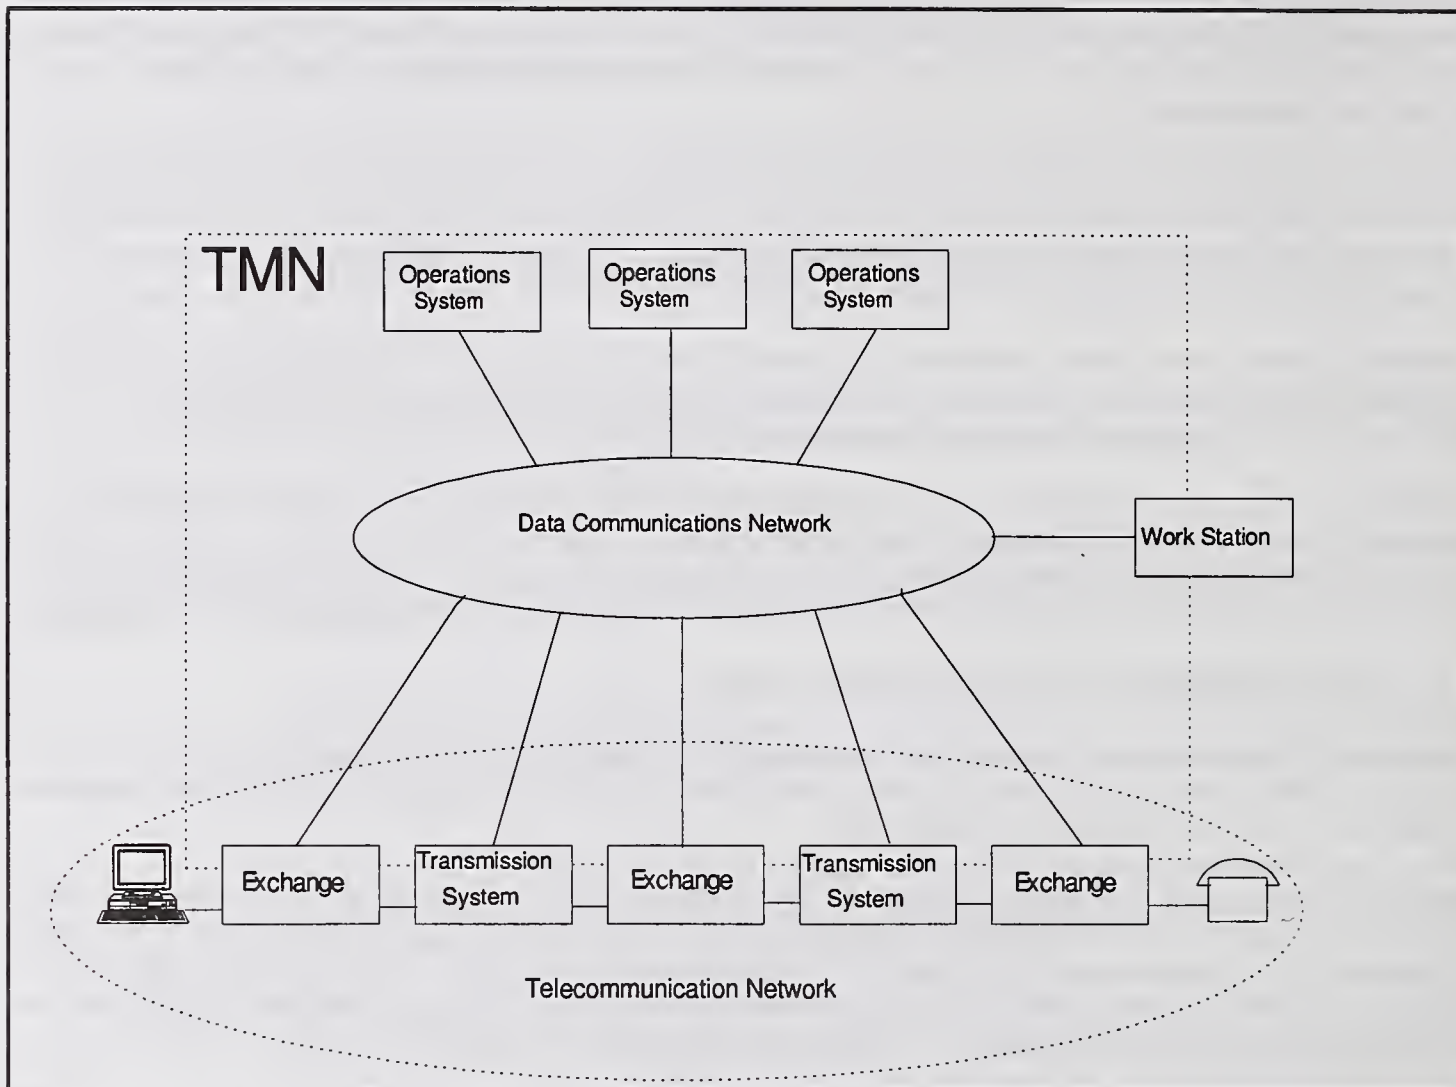 TMN
Operations
System
Operations
System
Operations
System
Data Communications Network
Work Station
Exchange
Transmission
System
Exchange
Transmission
System
Exchange
Telecommunication Network